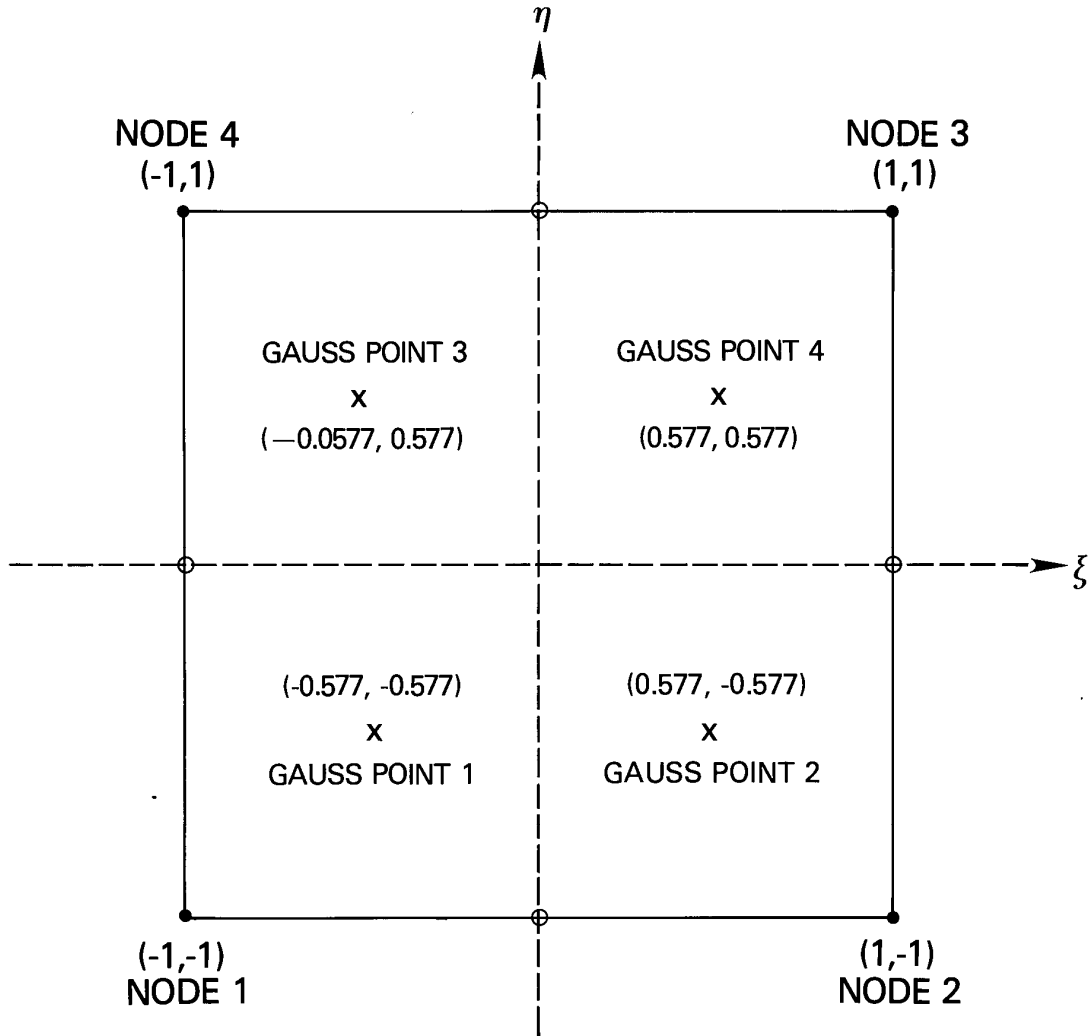 η
NODE 4
(-1,1)
NODE 3
(1,1)
GAUSS POINT 3
x
(—0.0577, 0.577)
GAUSS POINT 4
x
(0.577, 0.577)
ξ
(-0.577, -0.577)
x
GAUSS POINT 1
(0.577, -0.577)
x
GAUSS POINT 2
(-1,-1)
NODE 1
(1,-1)
NODE 2